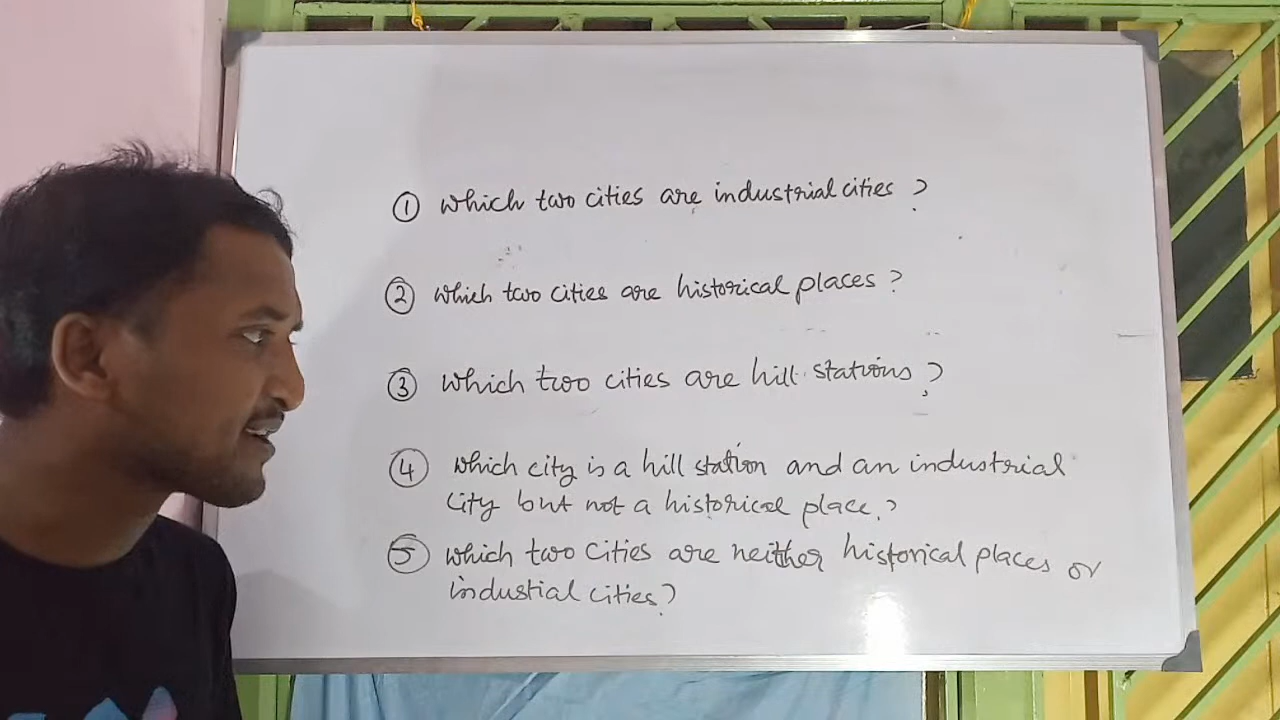 ① which two cities are industrial cities ?
② which two cities are historical places ?
③ which two cities are hill stations ?
④ which city is a hill station and an industrial
city but not a historical place ?
⑤ which two cities are neither historical places or
industial cities ?